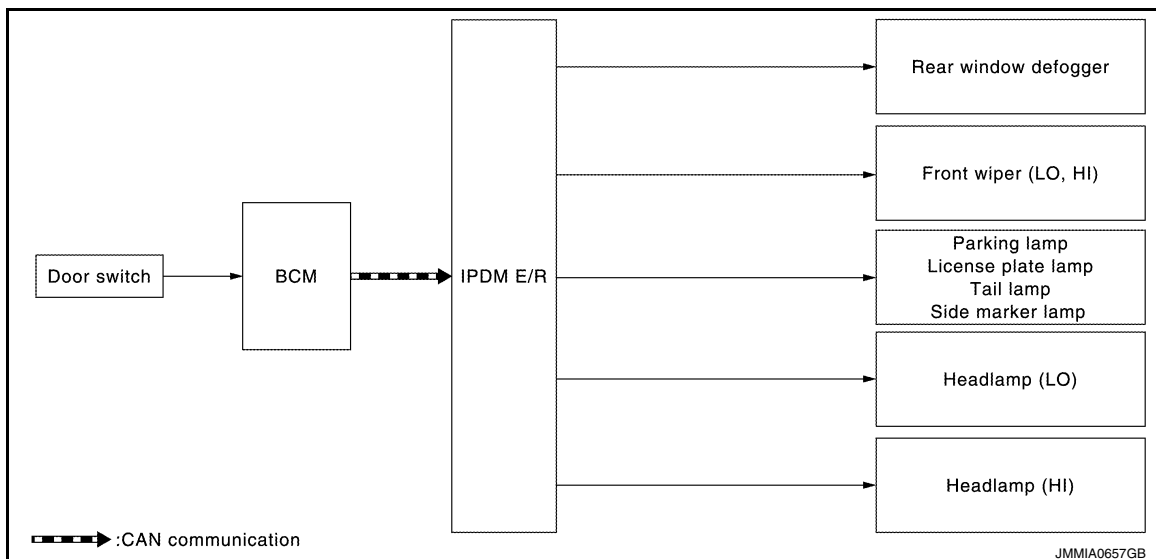 Door switch
BCM
IPDM E/R
Rear window defogger
Front wiper (LO, HI)
Parking lamp
License plate lamp
Tail lamp
Side marker lamp
Headlamp (LO)
Headlamp (HI)
:CAN communication
JMMIA0657GB